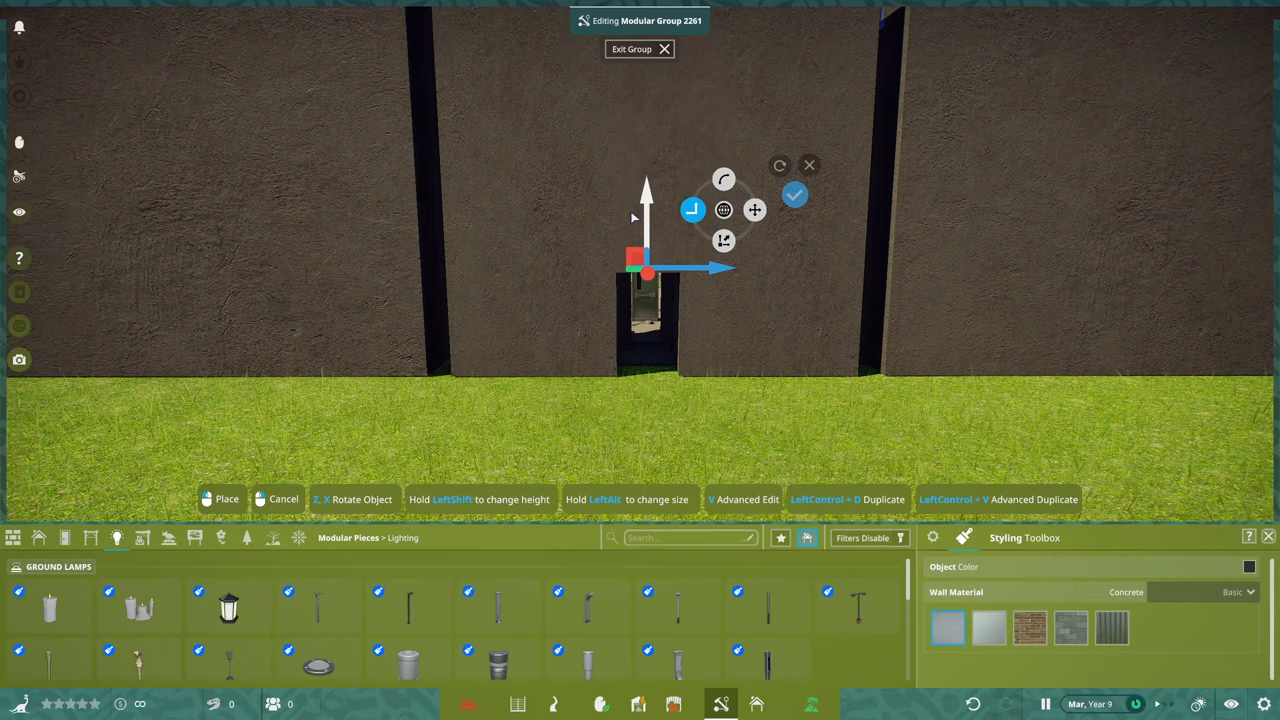 Editing Modular Group 2261
Exit Group
Place
Cancel
Z, X Rotate Object
Hold LeftShift to change height
Hold LeftAlt to change size
V Advanced Edit
LeftControl + D Duplicate
LeftControl + V Advanced Duplicate
Modular Pieces > Lighting
Search...
Filters Disable
Styling Toolbox
?
GROUND LAMPS
Object Color
Wall Material
Concrete
Basic
?
0
0
Mar, Year 9